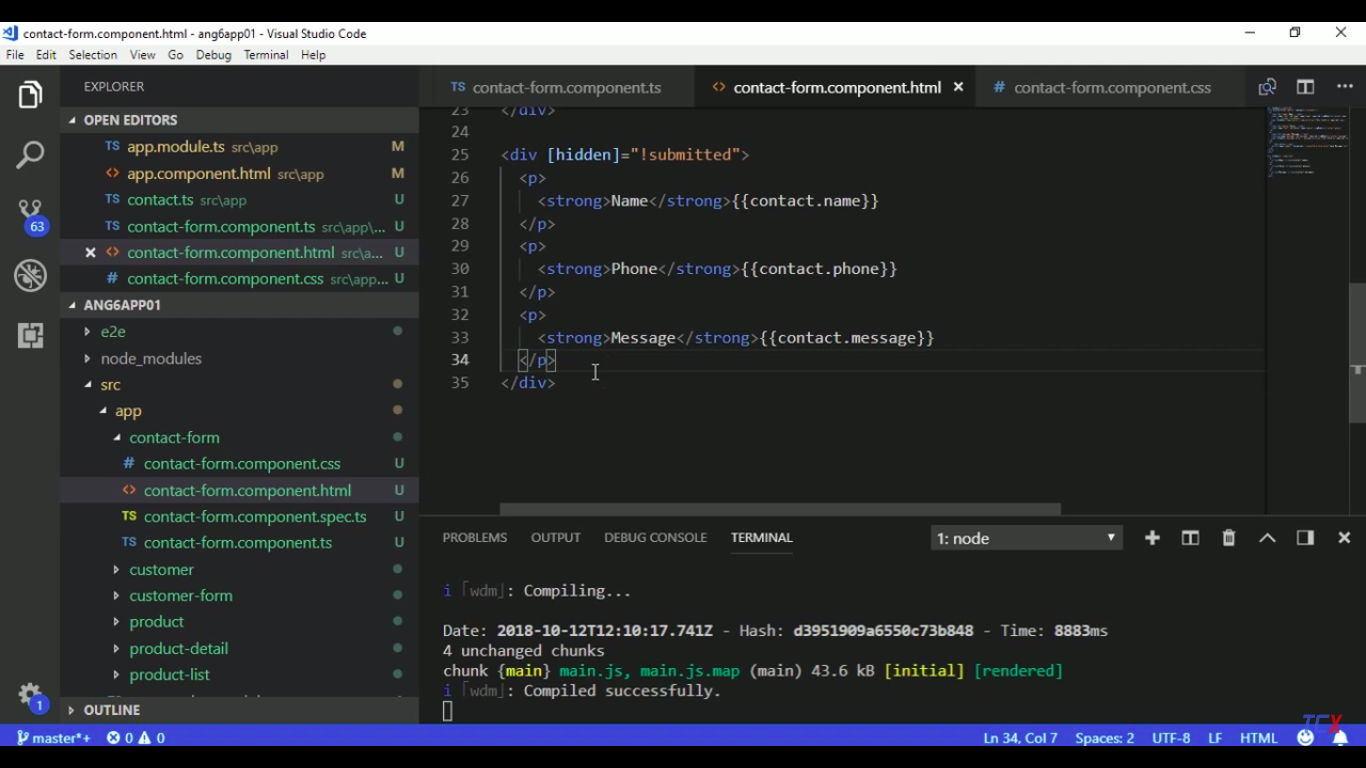 contact-form.component.html - ang6app01 - Visual Studio Code
File Edit Selection View Go Debug Terminal Help
EXPLORER
OPEN EDITORS
TS app.module.ts src\app M
<> app.component.html src\app M
TS contact.ts src\app U
TS contact-form.component.ts src\app\... U
<> contact-form.component.html src\a... U
# contact-form.component.css src\app... U
ANG6APP01
e2e
node_modules
src
app
contact-form
# contact-form.component.css U
<> contact-form.component.html U
TS contact-form.component.spec.ts U
TS contact-form.component.ts U
customer
customer-form
product
product-detail
product-list
OUTLINE
63
1
TS contact-form.component.ts <> contact-form.component.html # contact-form.component.css
23 </div>
24
25 <div [hidden]="!submitted">
26 <p>
27 <strong>Name</strong>{{contact.name}}
28 </p>
29 <p>
30 <strong>Phone</strong>{{contact.phone}}
31 </p>
32 <p>
33 <strong>Message</strong>{{contact.message}}
34 </p>
35 </div>
PROBLEMS OUTPUT DEBUG CONSOLE TERMINAL 1: node
i ｢wdm｣: Compiling...
Date: 2018-10-12T12:10:17.741Z - Hash: d3951909a6550c73b848 - Time: 8883ms
4 unchanged chunks
chunk {main} main.js, main.js.map (main) 43.6 kB [initial] [rendered]
i ｢wdm｣: Compiled successfully.
TCX
master*+ 0 0 Ln 34, Col 7 Spaces: 2 UTF-8 LF HTML